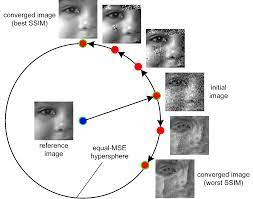 converged image
(best SSIM)
initial
image
reference
image
equal-MSE
hypersphere
converged image
(worst SSIM)